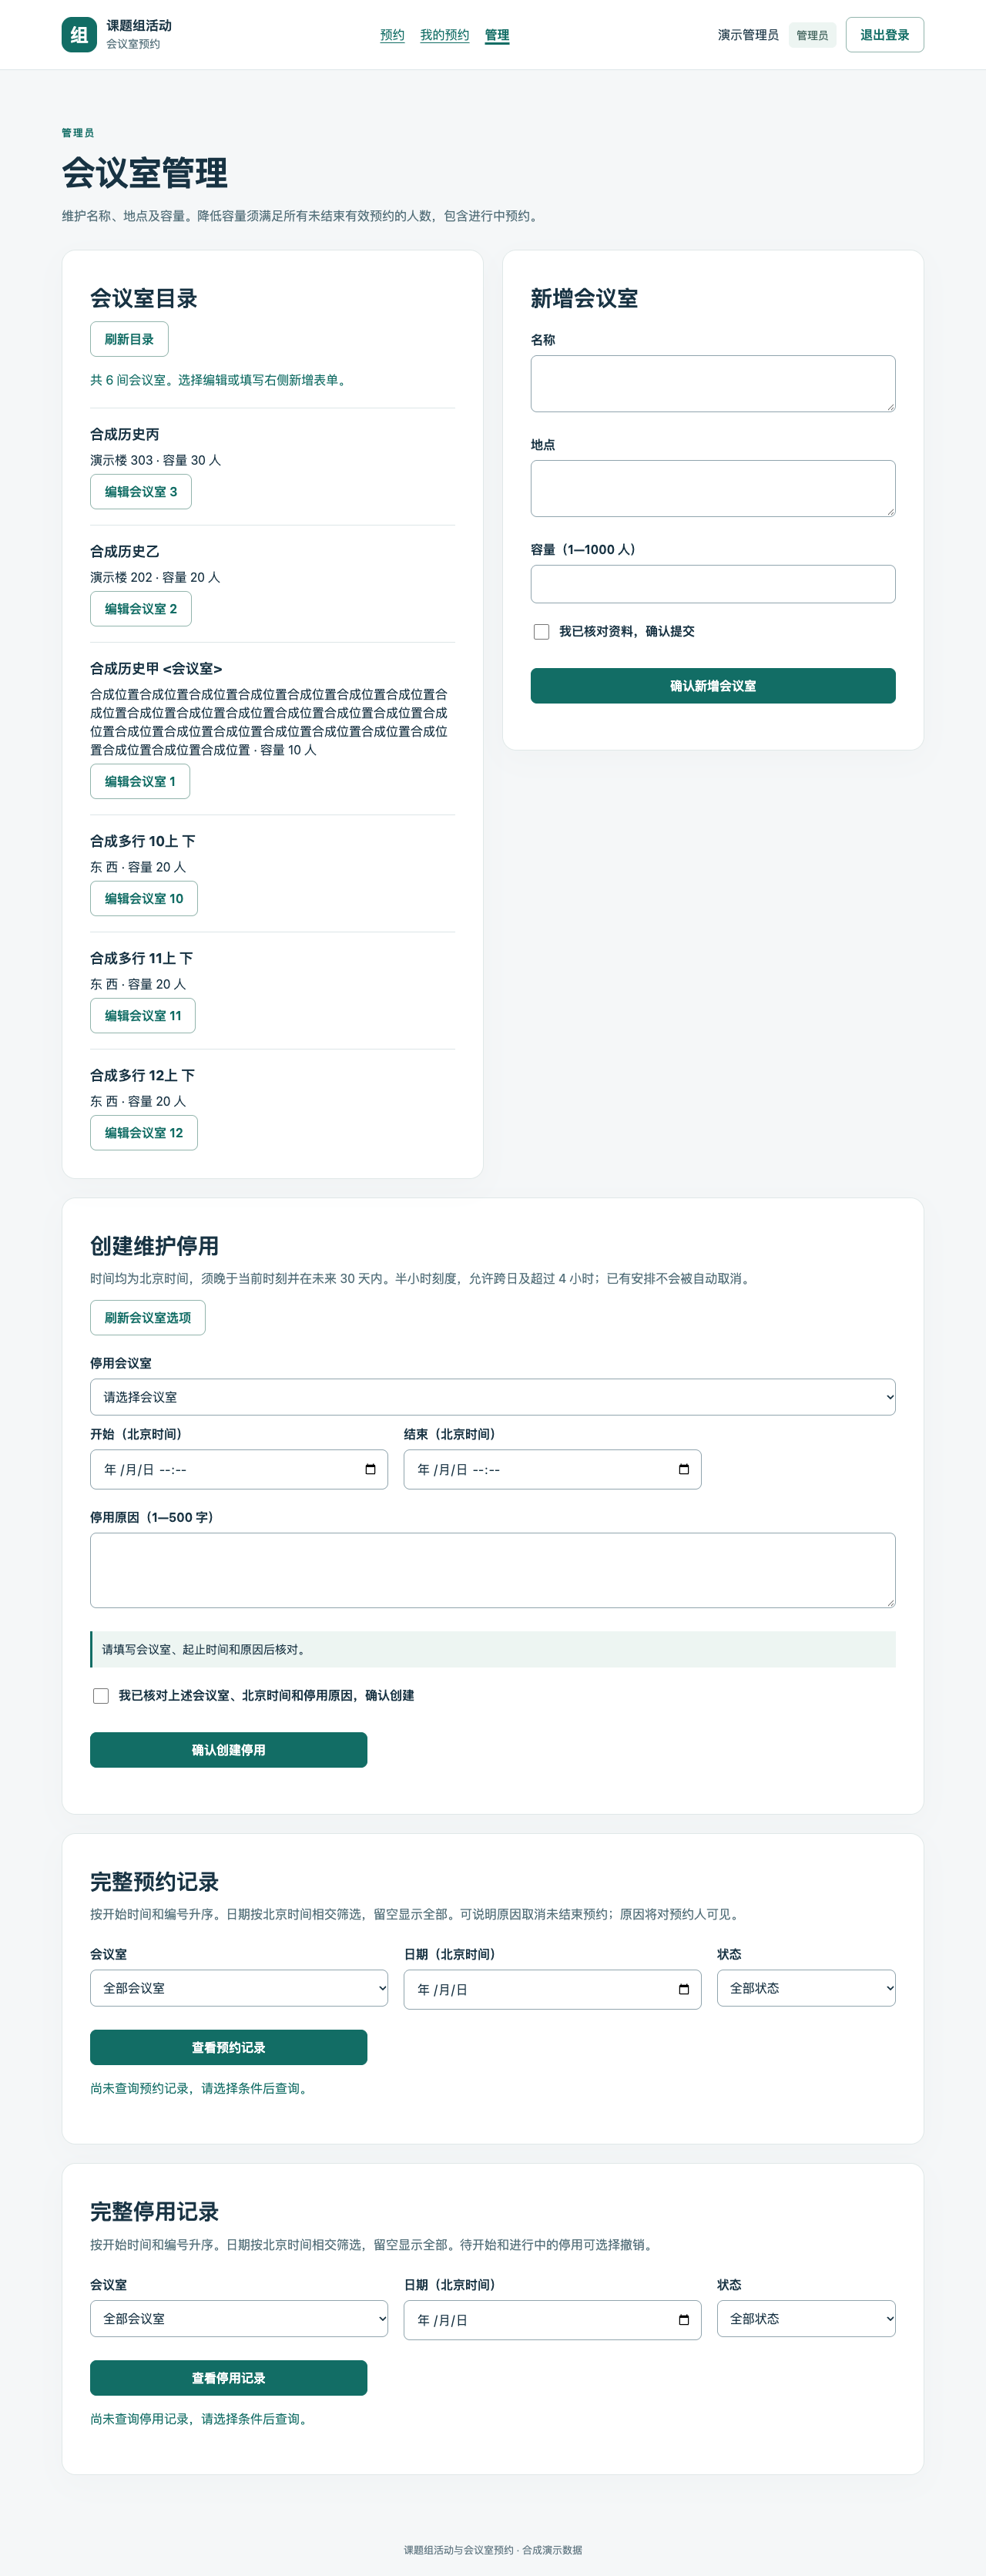 组
课题组活动
会议室预约
预约 我的预约 管理
演示管理员 管理员 退出登录
管理员
会议室管理
维护名称、地点及容量。降低容量须满足所有未结束有效预约的人数，包含进行中预约。
会议室目录
刷新目录
共 6 间会议室。选择编辑或填写右侧新增表单。
合成历史丙
演示楼 303 · 容量 30 人
编辑会议室 3
合成历史乙
演示楼 202 · 容量 20 人
编辑会议室 2
合成历史甲 <会议室>
合成位置合成位置合成位置合成位置合成位置合成位置合成位置合
成位置合成位置合成位置合成位置合成位置合成位置合成位置合成
位置合成位置合成位置合成位置合成位置合成位置合成位置合成位
置合成位置合成位置合成位置 · 容量 10 人
编辑会议室 1
合成多行 10上 下
东 西 · 容量 20 人
编辑会议室 10
合成多行 11上 下
东 西 · 容量 20 人
编辑会议室 11
合成多行 12上 下
东 西 · 容量 20 人
编辑会议室 12
新增会议室
名称
地点
容量（1—1000 人）
我已核对资料，确认提交
确认新增会议室
创建维护停用
时间均为北京时间，须晚于当前时刻并在未来 30 天内。半小时刻度，允许跨日及超过 4 小时；已有安排不会被自动取消。
刷新会议室选项
停用会议室
请选择会议室
开始（北京时间） 结束（北京时间）
年 /月/日 --:-- 年 /月/日 --:--
停用原因（1—500 字）
请填写会议室、起止时间和原因后核对。
我已核对上述会议室、北京时间和停用原因，确认创建
确认创建停用
完整预约记录
按开始时间和编号升序。日期按北京时间相交筛选，留空显示全部。可说明原因取消未结束预约；原因将对预约人可见。
会议室 日期（北京时间） 状态
全部会议室 年 /月/日 全部状态
查看预约记录
尚未查询预约记录，请选择条件后查询。
完整停用记录
按开始时间和编号升序。日期按北京时间相交筛选，留空显示全部。待开始和进行中的停用可选择撤销。
会议室 日期（北京时间） 状态
全部会议室 年 /月/日 全部状态
查看停用记录
尚未查询停用记录，请选择条件后查询。
课题组活动与会议室预约 · 合成演示数据